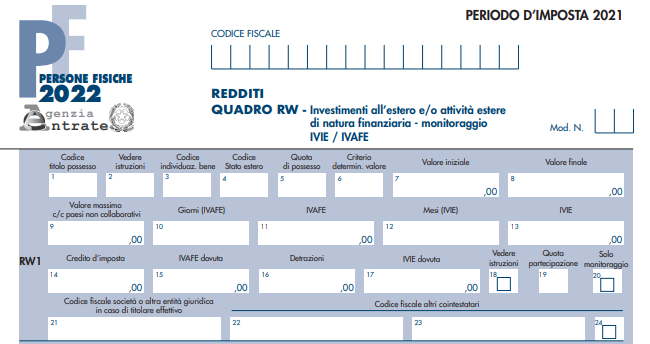 PERIODO D'IMPOSTA 2021
CODICE FISCALE
PF
PERSONE FISICHE
2022
Agenzia
Entrate
REDDITI
QUADRO RW - Investimenti all'estero e/o attività estere
di natura finanziaria - monitoraggio
IVIE / IVAFE
Mod. N.
Codice titolo possesso Vedere istruzioni Codice individuaz. bene Codice Stato estero Quota di possesso Criterio determin. valore Valore iniziale Valore finale
1 2 3 4 5 6 7 ,00 8 ,00
Valore massimo c/c paesi non collaborativi Giorni (IVAFE) IVAFE Mesi (IVIE) IVIE
9 ,00 10 11 ,00 12 13 ,00
RW1 Credito d'imposta IVAFE dovuta Detrazioni IVIE dovuta Vedere istruzioni Quota partecipazione Solo monitoraggio
14 ,00 15 ,00 16 ,00 17 ,00 18 19 20
Codice fiscale società o altra entità giuridica in caso di titolare effettivo Codice fiscale altri cointestatari
21 22 23 24